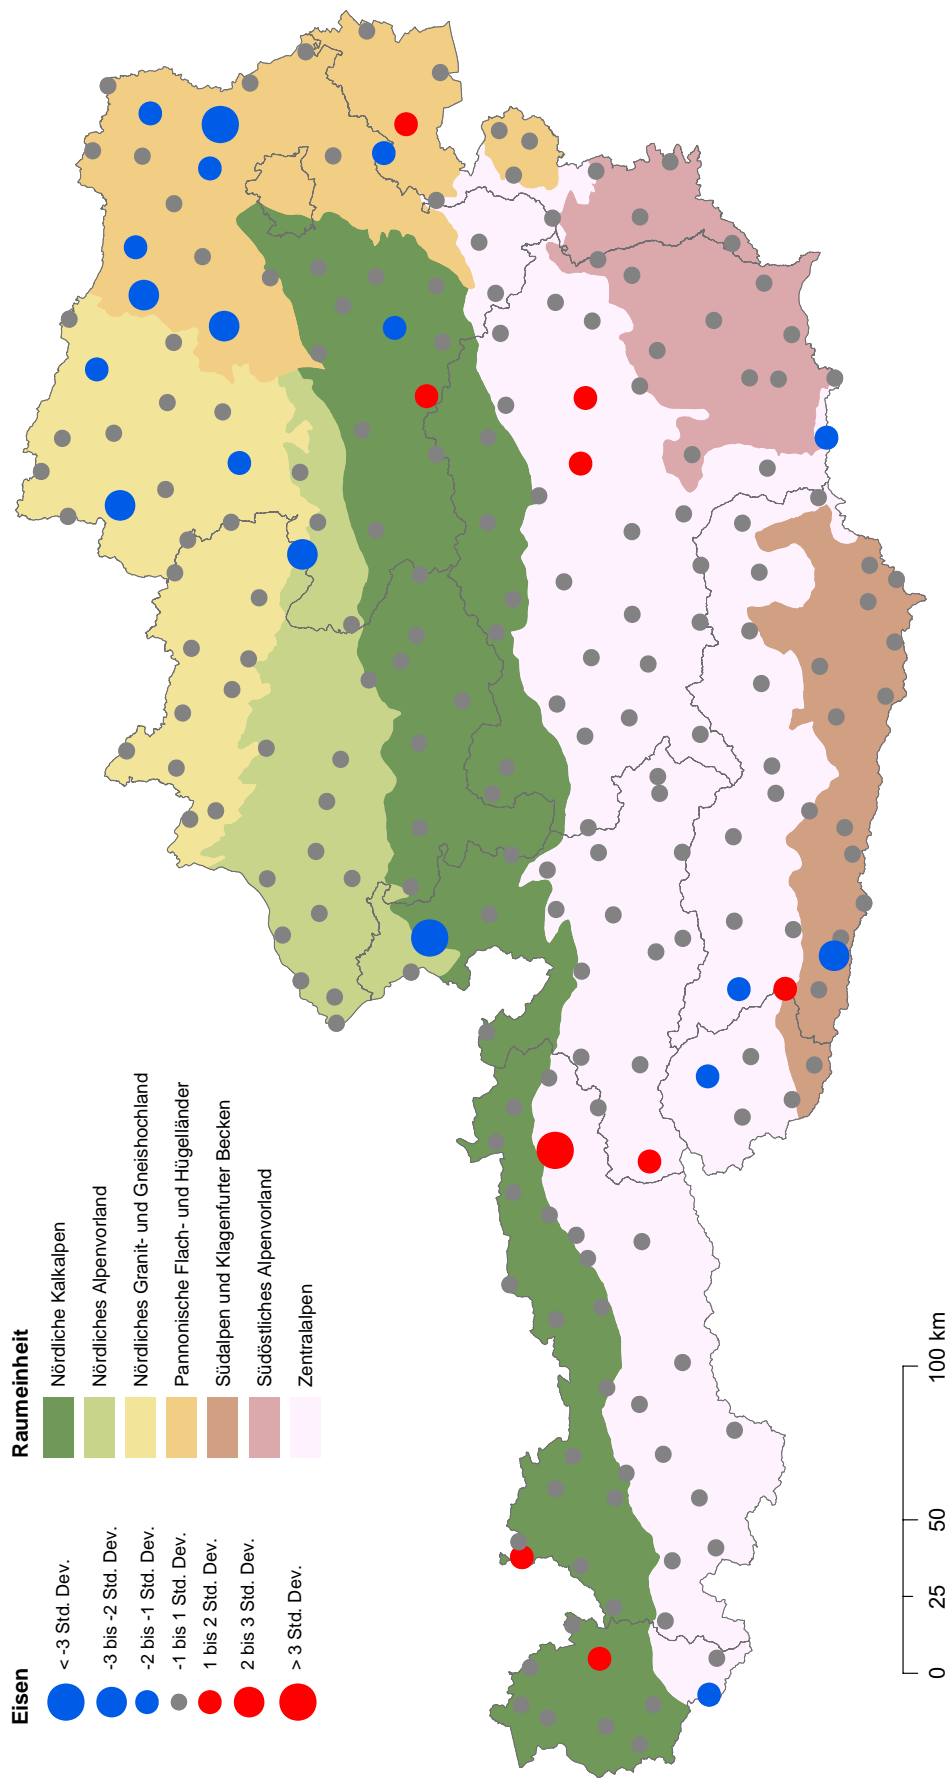 Eisen
< -3 Std. Dev.
-3 bis -2 Std. Dev.
-2 bis -1 Std. Dev.
-1 bis 1 Std. Dev.
1 bis 2 Std. Dev.
2 bis 3 Std. Dev.
> 3 Std. Dev.
Raumeinheit
Nördliche Kalkalpen
Nördliches Alpenvorland
Nördliches Granit- und Gneishochland
Pannonische Flach- und Hügelländer
Südalpen und Klagenfurter Becken
Südöstliches Alpenvorland
Zentralalpen
0 25 50 100 km